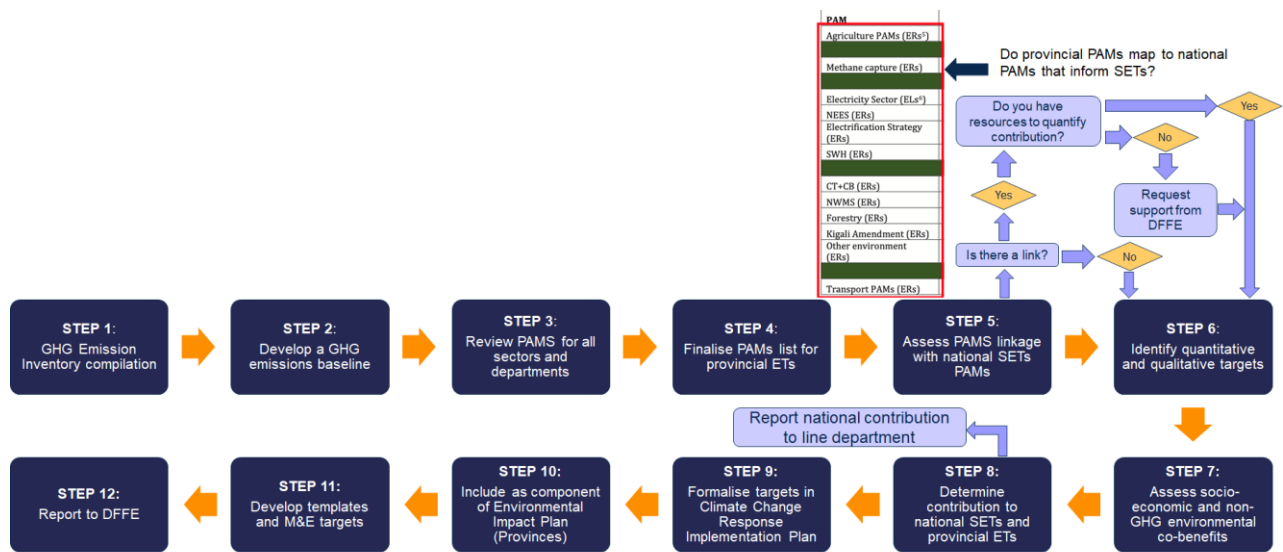 PAM
Agriculture PAMs (ERs⁵)
Methane capture (ERs)
Electricity Sector (ELs⁶)
NEES (ERs)
Electrification Strategy
(ERs)
SWH (ERs)
CT+CB (ERs)
NWMS (ERs)
Forestry (ERs)
Kigali Amendment (ERs)
Other environment
(ERs)
Transport PAMs (ERs)
Do provincial PAMs map to national
PAMs that inform SETs?
Do you have
resources to quantify
contribution?
Yes
No
Request
support from
DFFE
Yes
Is there a link?
No
STEP 1:
GHG Emission
Inventory compilation
STEP 2:
Develop a GHG
emissions baseline
STEP 3:
Review PAMS for all
sectors and
departments
STEP 4:
Finalise PAMs list for
provincial ETs
STEP 5:
Assess PAMS linkage
with national SETs
PAMs
STEP 6:
Identify quantitative
and qualitative targets
Report national contribution
to line department
STEP 7:
Assess socio-
economic and non-
GHG environmental
co-benefits
STEP 8:
Determine
contribution to
national SETs and
provincial ETs
STEP 9:
Formalise targets in
Climate Change
Response
Implementation Plan
STEP 10:
Include as component
of Environmental
Impact Plan
(Provinces)
STEP 11:
Develop templates
and M&E targets
STEP 12:
Report to DFFE